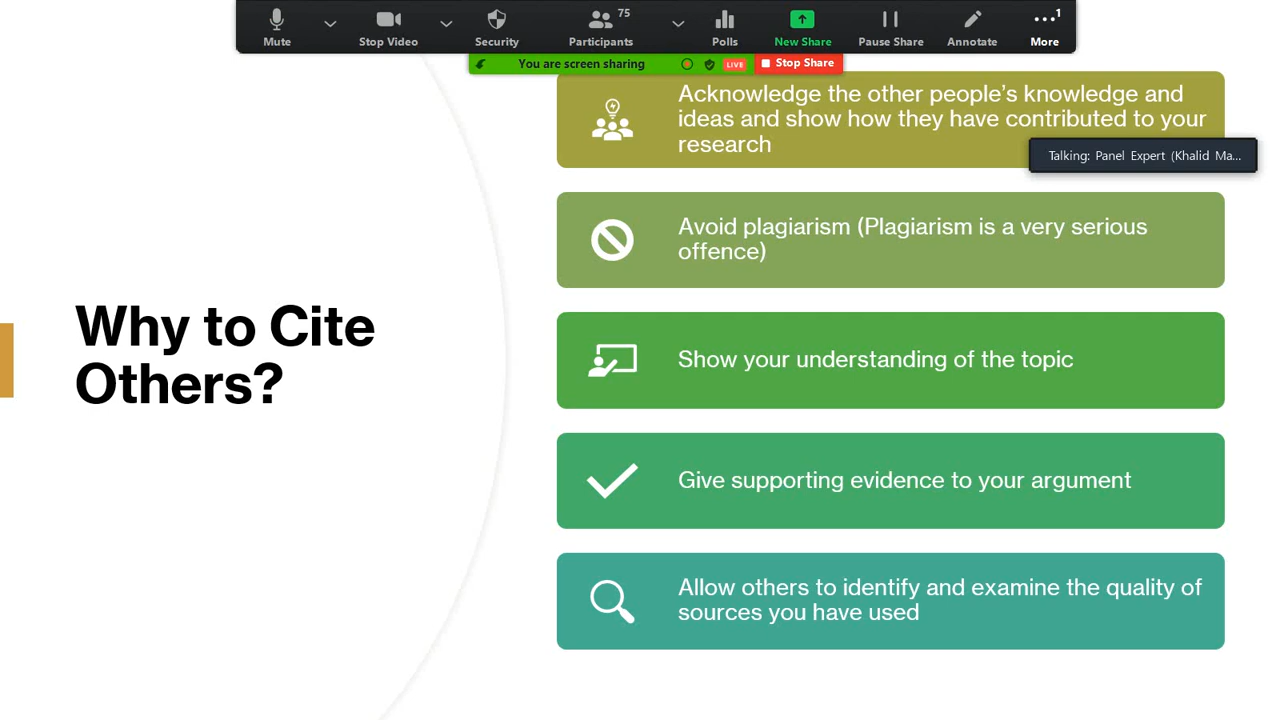 75
1
Mute Stop Video Security Participants Polls New Share Pause Share Annotate More
You are screen sharing LIVE Stop Share
Acknowledge the other people’s knowledge and
ideas and show how they have contributed to your
research
Talking: Panel Expert (Khalid Ma...
Avoid plagiarism (Plagiarism is a very serious
offence)
Why to Cite
Others?
Show your understanding of the topic
Give supporting evidence to your argument
Allow others to identify and examine the quality of
sources you have used